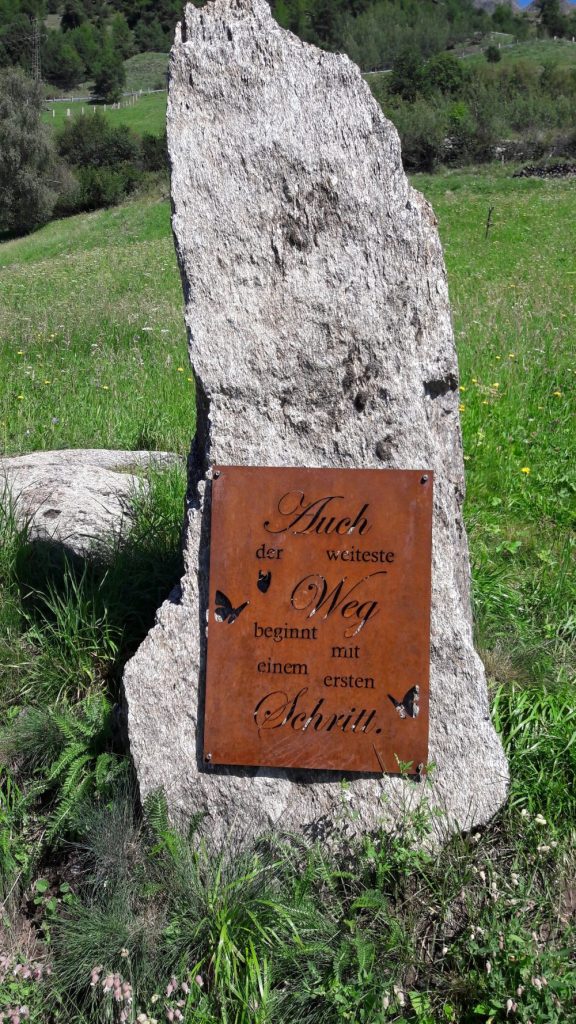 Auch
der weiteste
Weg
beginnt
mit
einem ersten
Schritt.